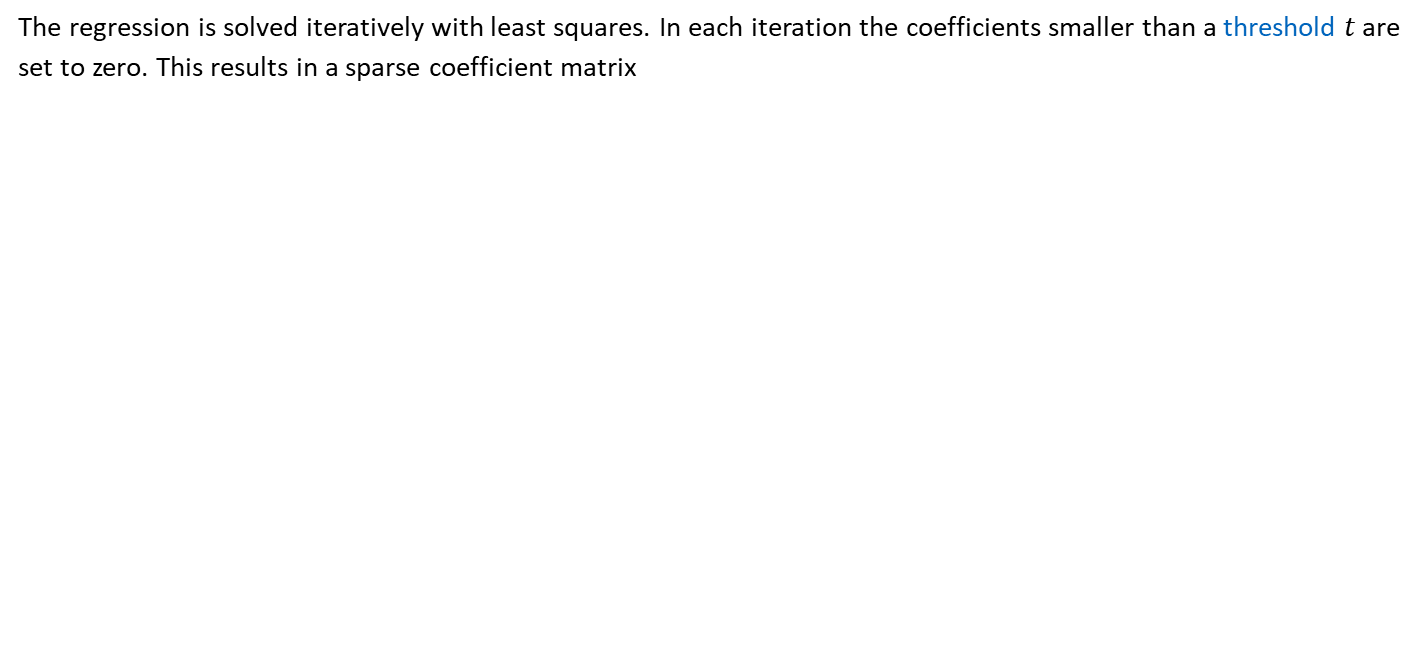 The regression is solved iteratively with least squares. In each iteration the coefficients smaller than a threshold t are
set to zero. This results in a sparse coefficient matrix